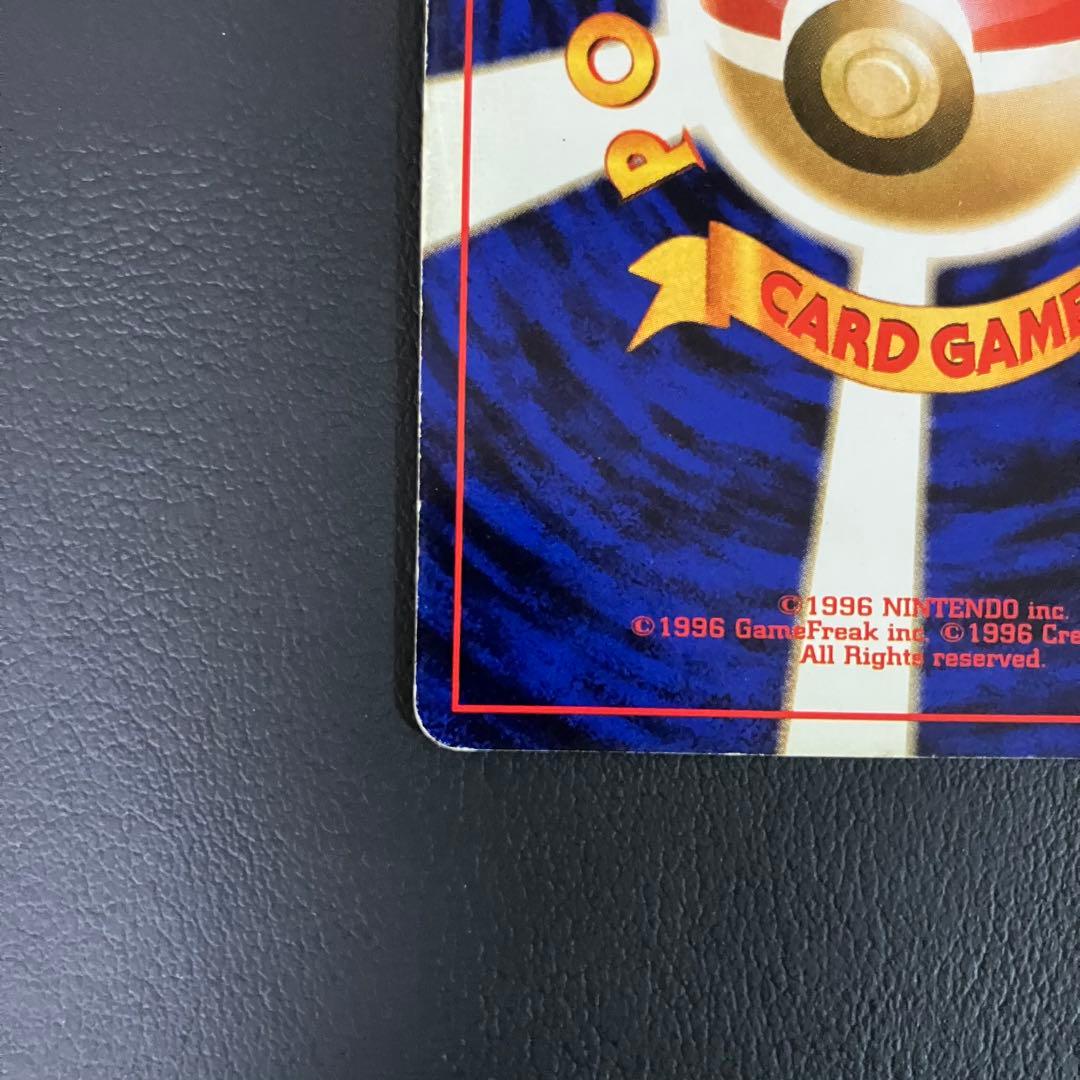 PO
CARD GAME
©1996 NINTENDO inc.
©1996 GameFreak inc. ©1996 Cre
All Rights reserved.